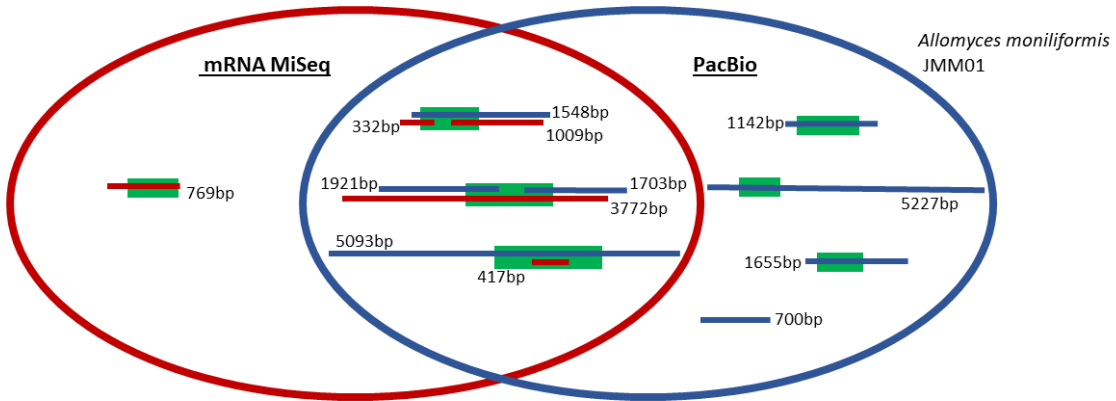 Allomyces moniliformis
JMM01
mRNA MiSeq
PacBio
1548bp
332bp
1009bp
1142bp
769bp
1921bp
1703bp
3772bp
5227bp
5093bp
417bp
1655bp
700bp